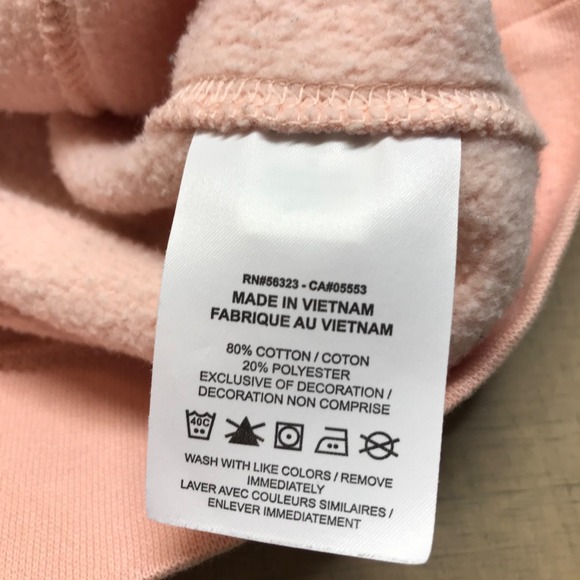 RN#56323 - CA#05553
MADE IN VIETNAM
FABRIQUE AU VIETNAM
80% COTTON / COTON
20% POLYESTER
EXCLUSIVE OF DECORATION /
DECORATION NON COMPRISE
40C
WASH WITH LIKE COLORS / REMOVE
IMMEDIATELY
LAVER AVEC COULEURS SIMILAIRES /
ENLEVER IMMEDIATEMENT